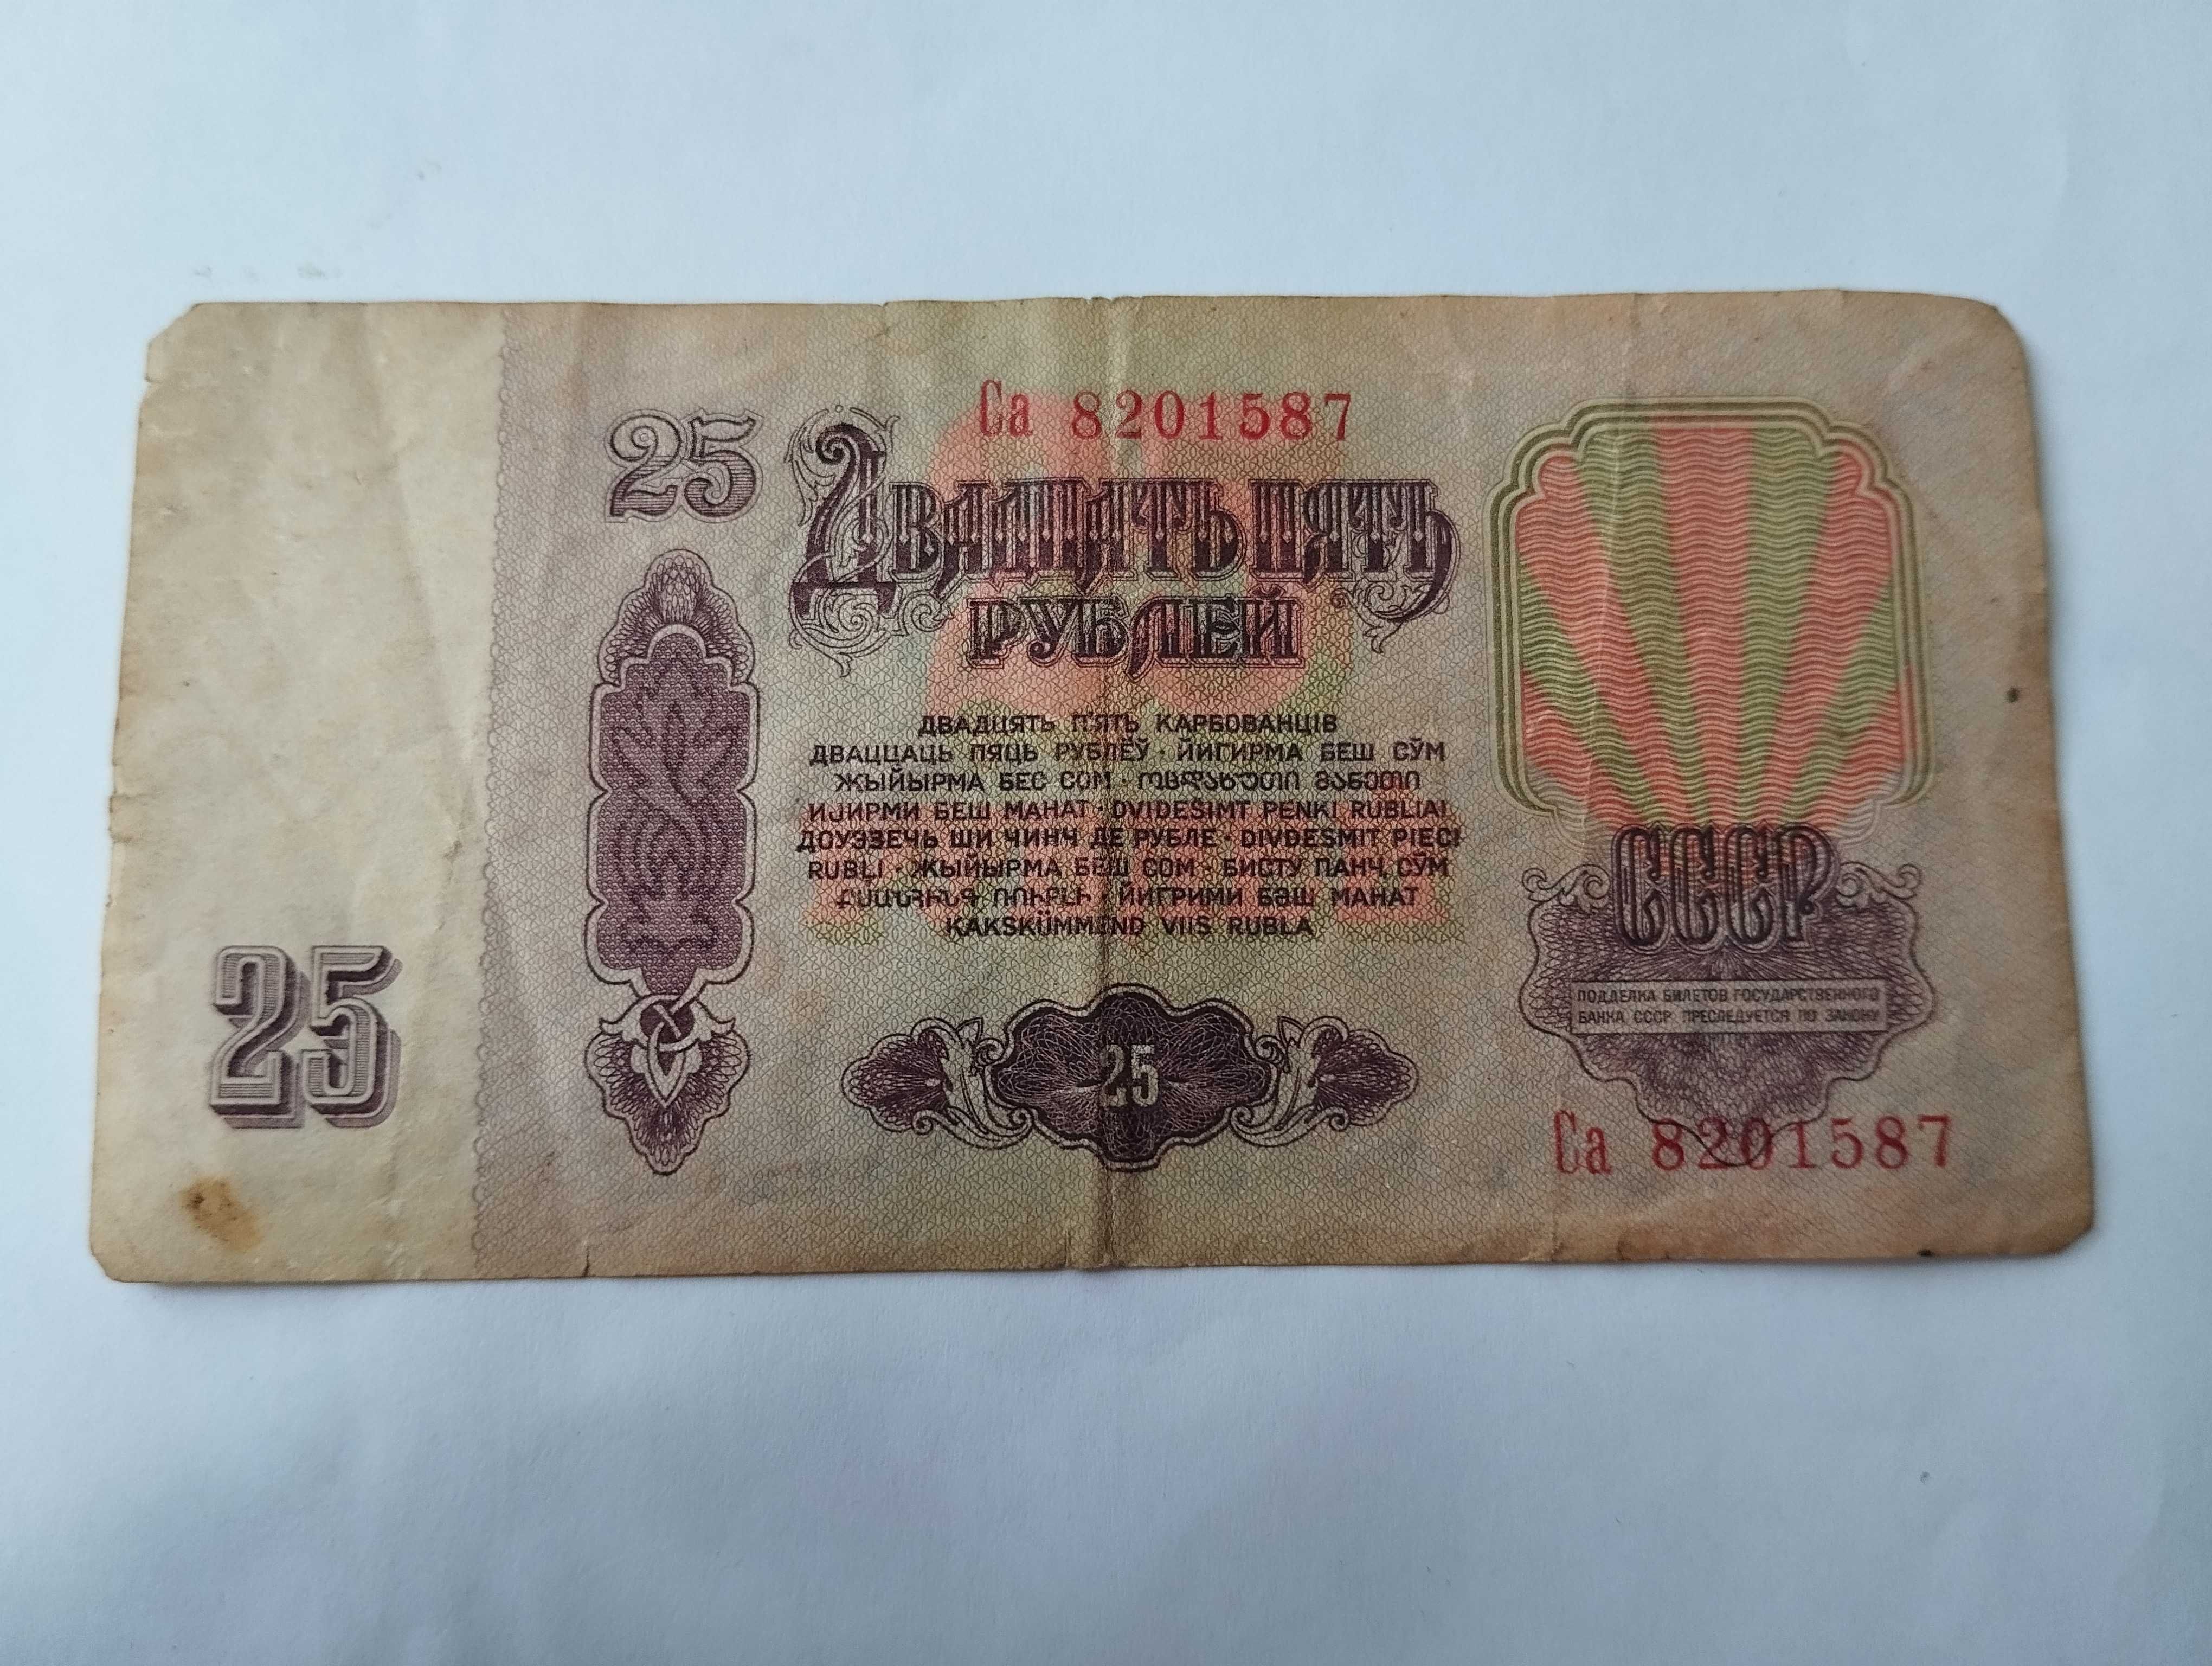 Са 8201587
25
Двадцать пять
рублей
ДВАДЦЯТЬ П'ЯТЬ КАРБОВАНЦІВ
ДВАЦЦАЦЬ ПЯЦЬ РУБЛЁЎ · ЙИГИРМА БЕШ СЎМ
ЖЫЙЫРМА БЕС СОМ · ოცდახუთი მანეთი
ИЈИРМИ БЕШ МАНАТ · DVIDEŠIMT PENKI RUBLIAI
ДОУЭЗЕЧЬ ШИ ЧИНЧ ДЕ РУБЛЕ · DIVDESMIT PIECI
RUBĻI · ЖЫЙЫРМА БЕШ СОМ · БИСТУ ПАНҶ СӮМ
ՔՍԱՆՀԻՆԳ ՌՈՒԲԼԻ · ЙИГРИМИ БӘШ МАНАТ
KAKSKÜMMEND VIIS RUBLA
СССР
ПОДДЕЛКА БИЛЕТОВ ГОСУДАРСТВЕННОГО
БАНКА СССР ПРЕСЛЕДУЕТСЯ ПО ЗАКОНУ
25
25
Са 8201587